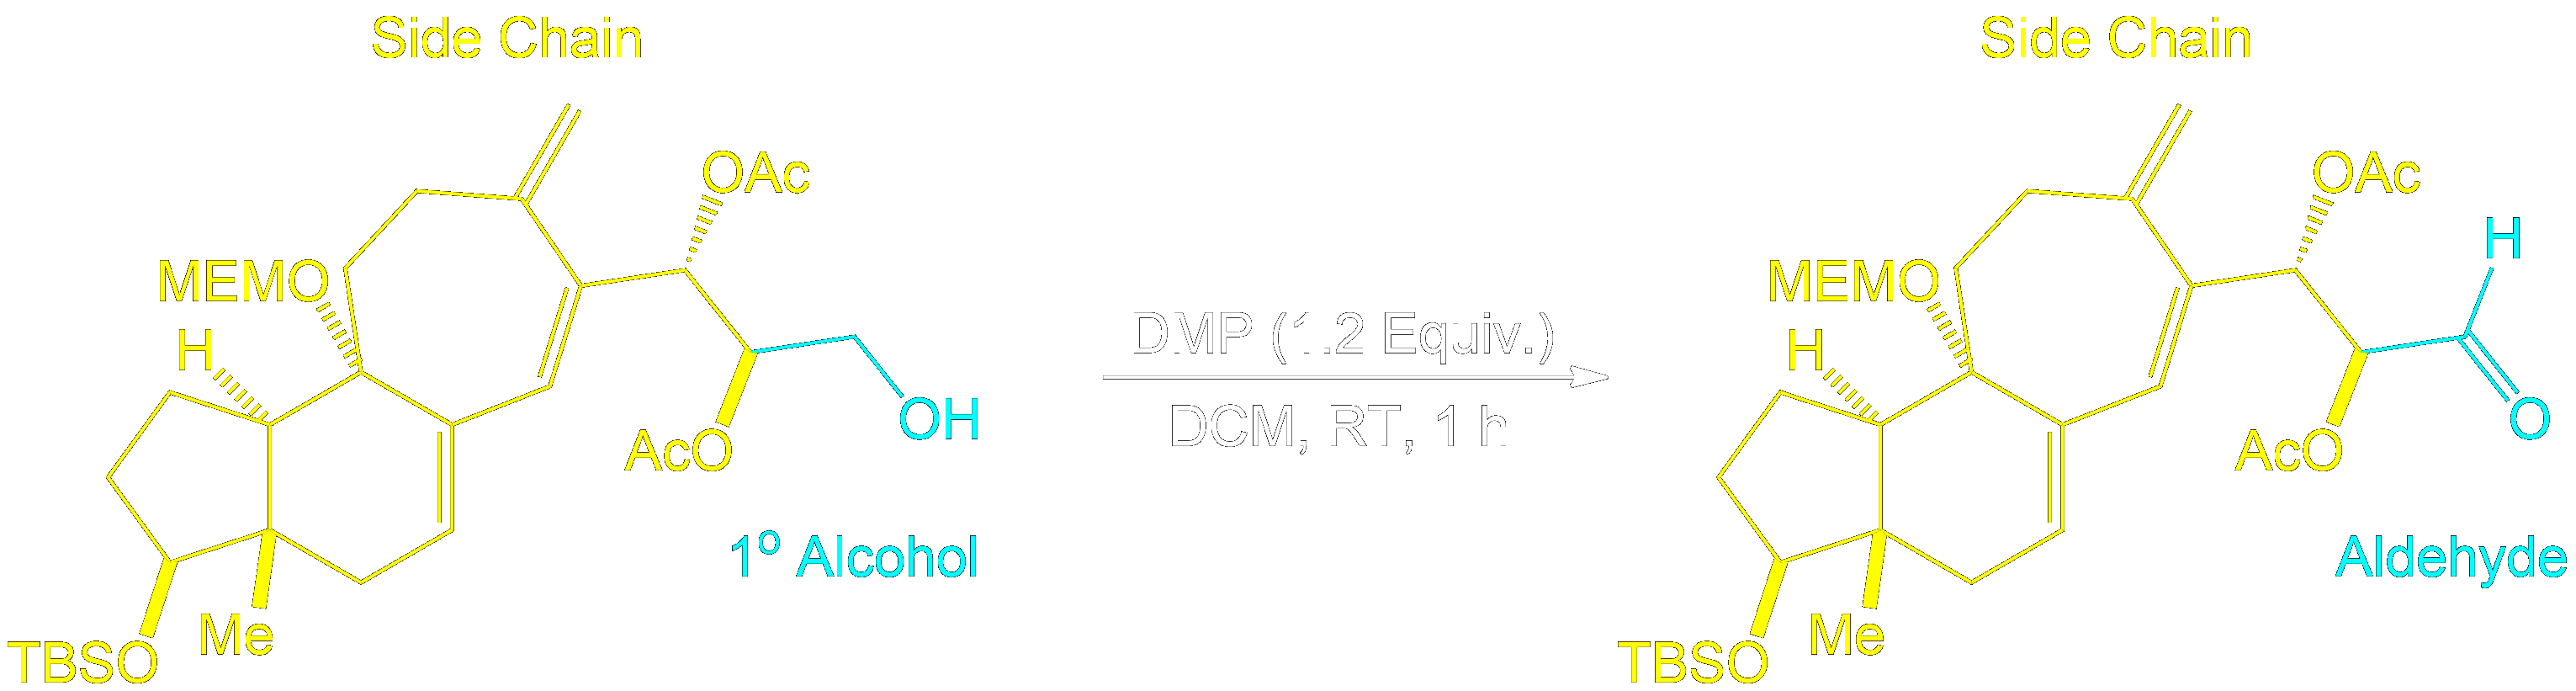 Side Chain
OAc
MEMO
H
OH
AcO
1º Alcohol
Me
TBSO
DMP (1.2 Equiv.)
DCM, RT, 1 h
Side Chain
OAc
H
MEMO
H
O
AcO
Aldehyde
Me
TBSO